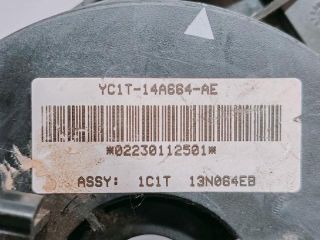 YC1T-14A664-AE
*02230112501*
ASSY: 1C1T 13N064EB